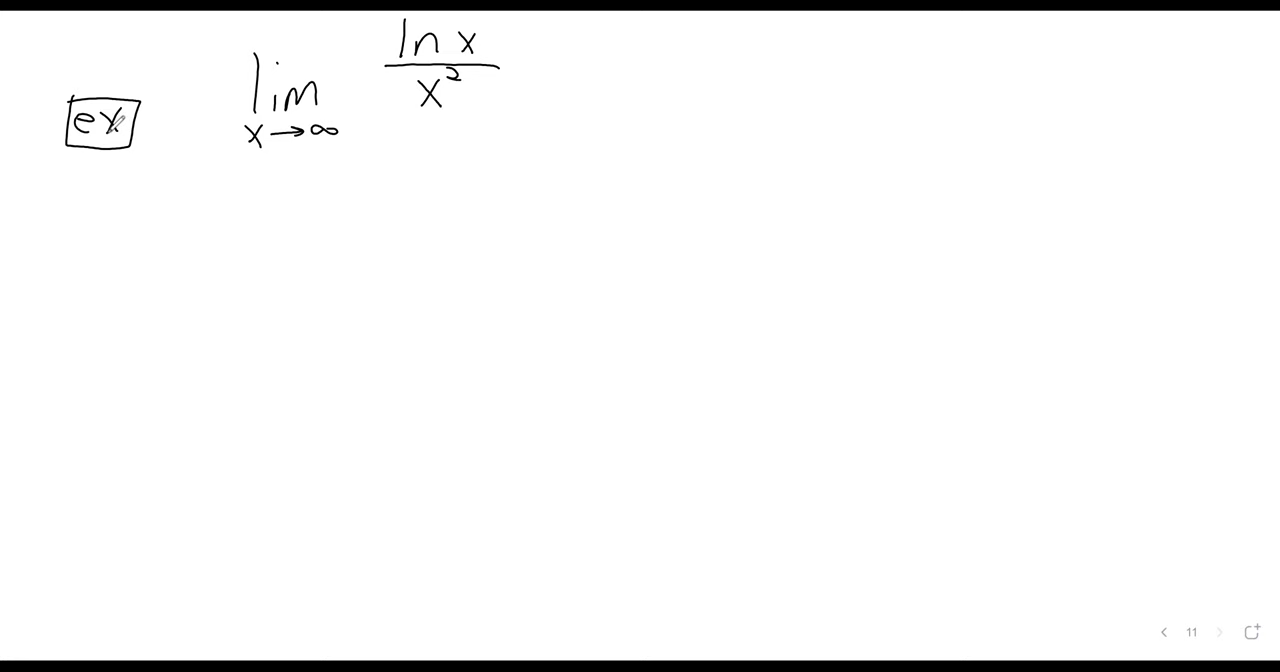 ex lim x→∞ ln x / x²
11